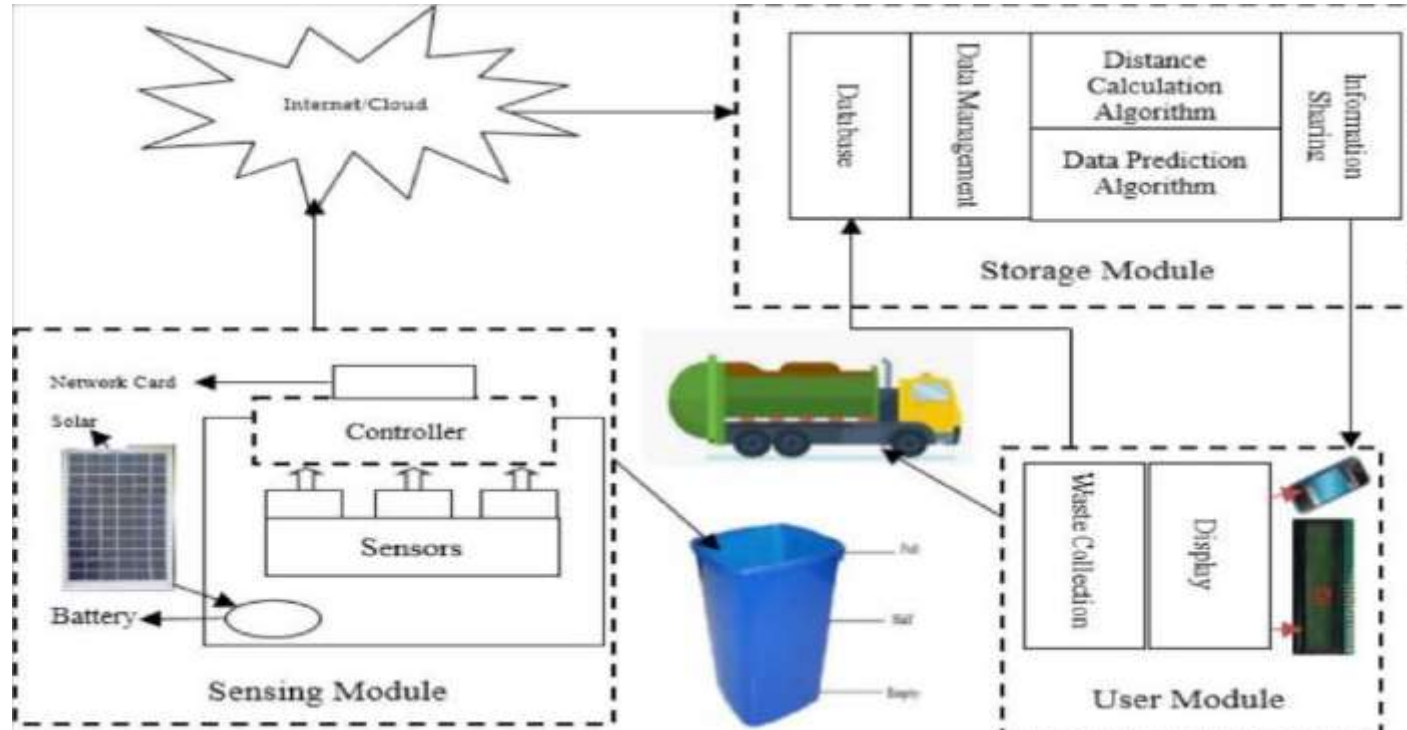 Internet/Cloud
Database
Data Management
Distance
Calculation
Algorithm
Data Prediction
Algorithm
Information
Sharing
Storage Module
Network Card
Solar
Controller
Sensors
Battery
Sensing Module
Full
Half
Empty
Waste Collection
Display
User Module